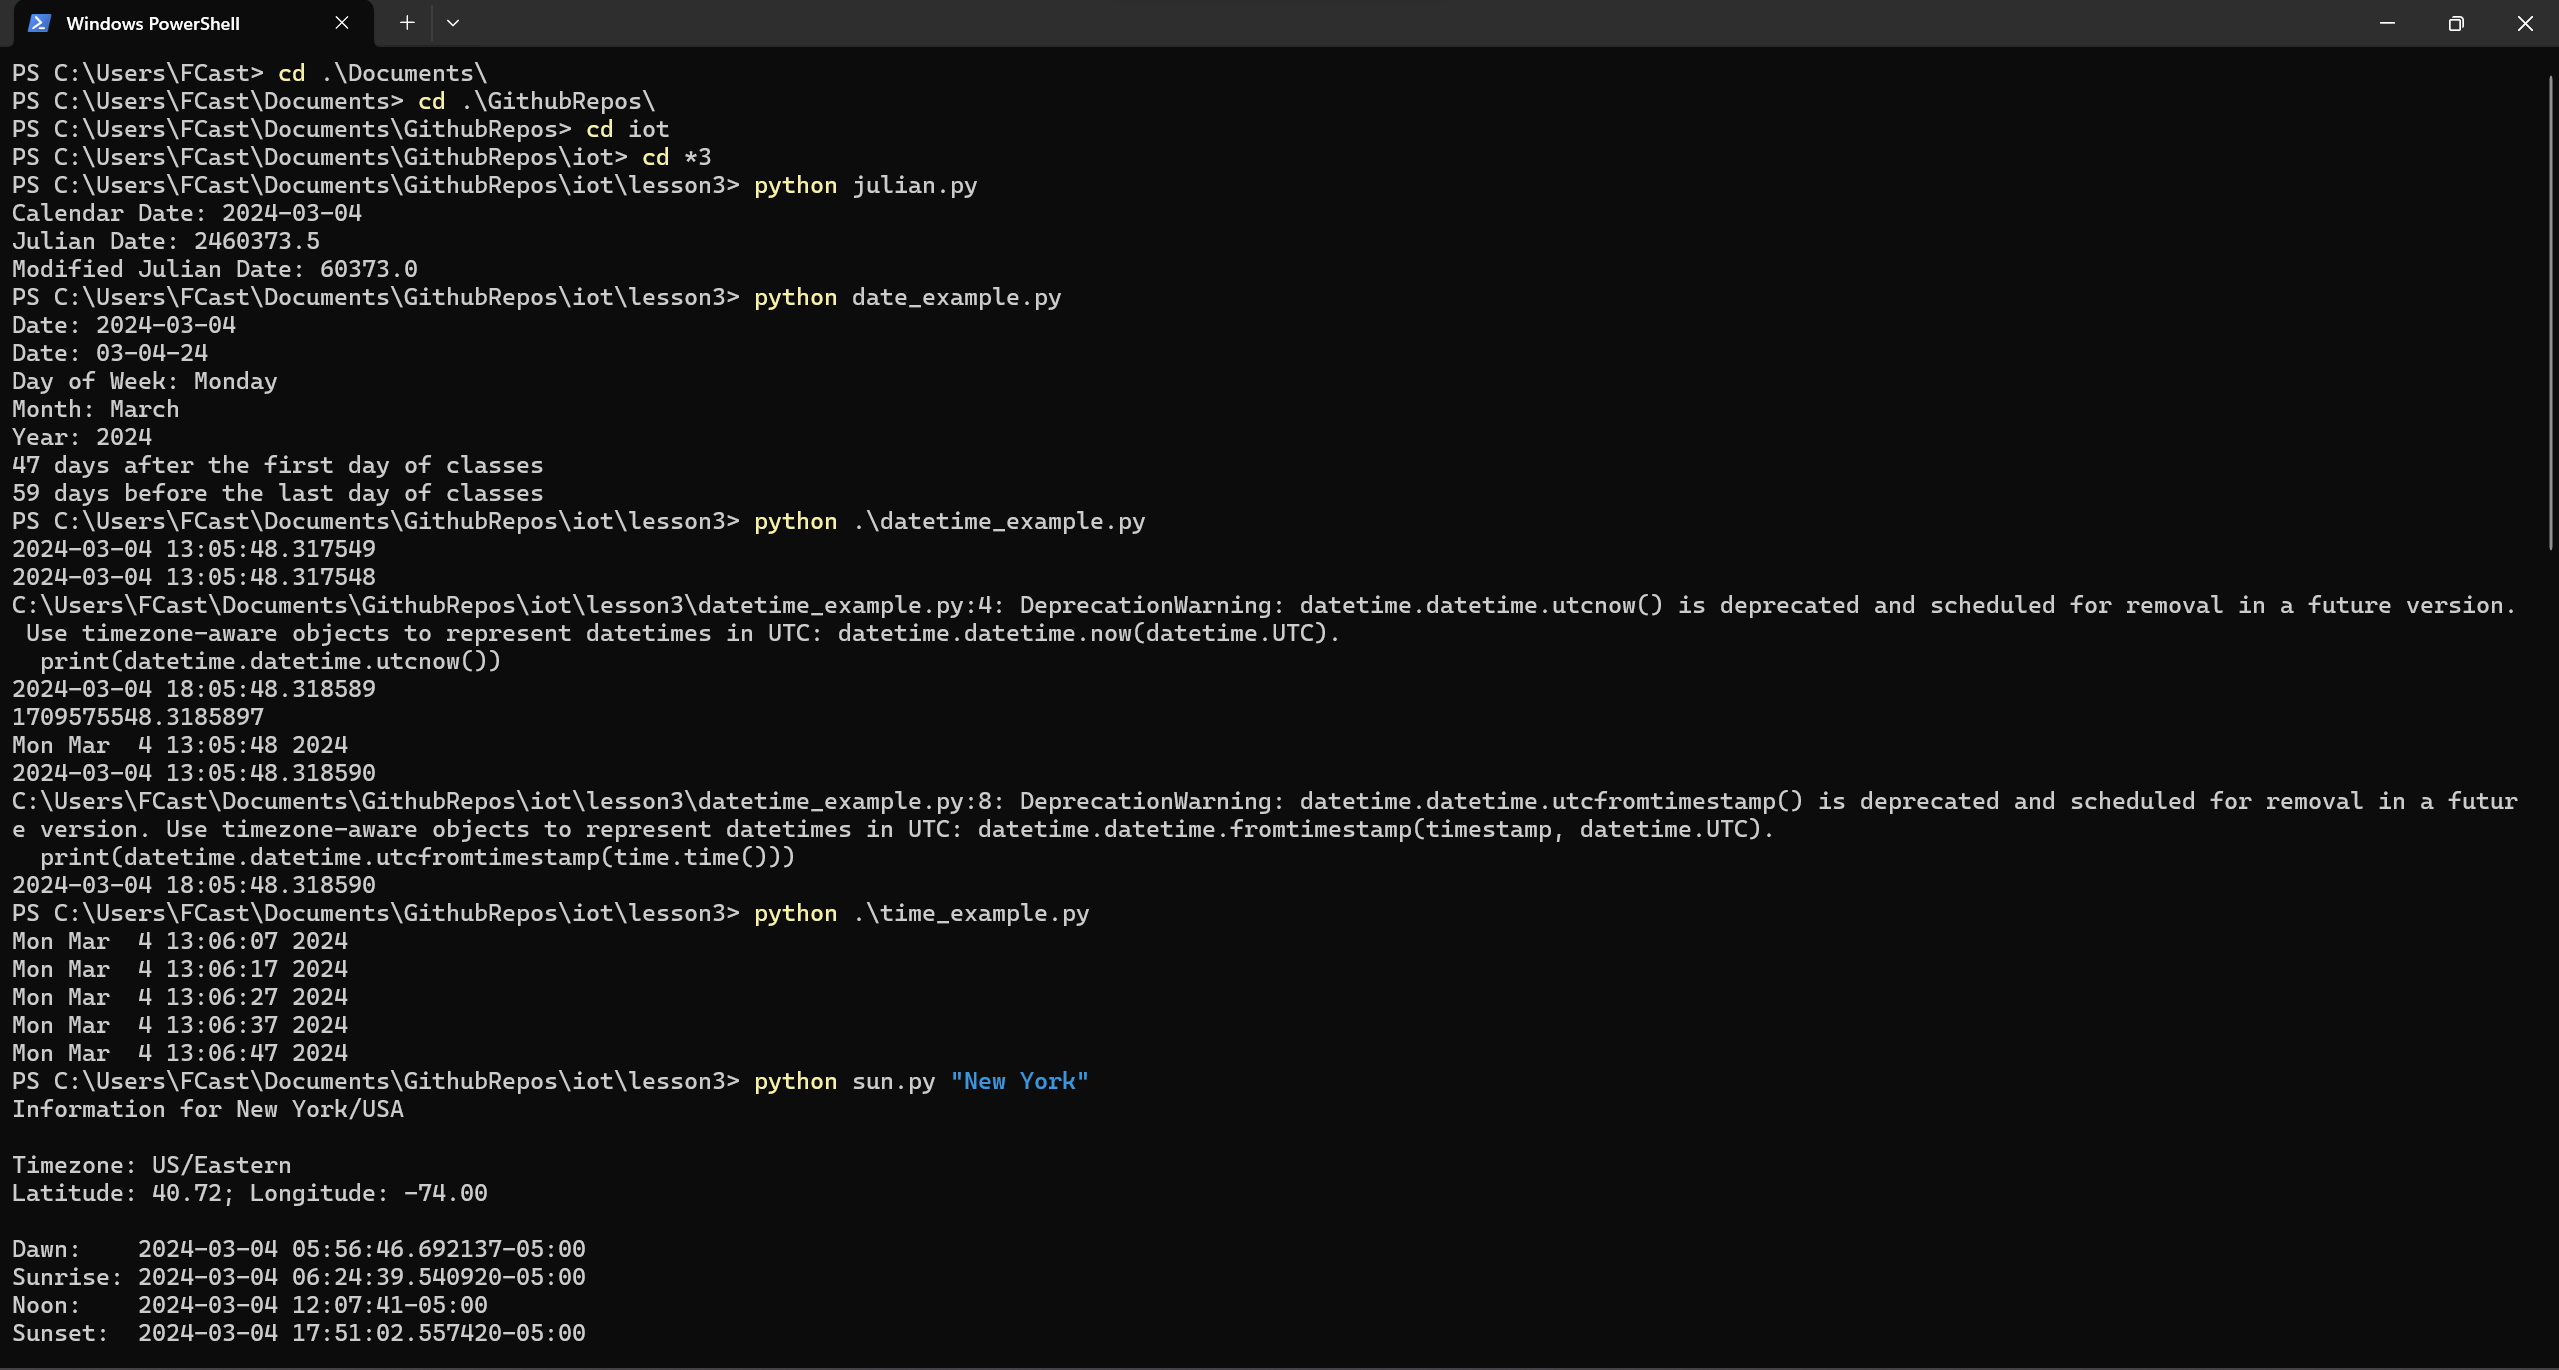 Windows PowerShell
PS C:\Users\FCast> cd .\Documents\
PS C:\Users\FCast\Documents> cd .\GithubRepos\
PS C:\Users\FCast\Documents\GithubRepos> cd iot
PS C:\Users\FCast\Documents\GithubRepos\iot> cd *3
PS C:\Users\FCast\Documents\GithubRepos\iot\lesson3> python julian.py
Calendar Date: 2024-03-04
Julian Date: 2460373.5
Modified Julian Date: 60373.0
PS C:\Users\FCast\Documents\GithubRepos\iot\lesson3> python date_example.py
Date: 2024-03-04
Date: 03-04-24
Day of Week: Monday
Month: March
Year: 2024
47 days after the first day of classes
59 days before the last day of classes
PS C:\Users\FCast\Documents\GithubRepos\iot\lesson3> python .\datetime_example.py
2024-03-04 13:05:48.317549
2024-03-04 13:05:48.317548
C:\Users\FCast\Documents\GithubRepos\iot\lesson3\datetime_example.py:4: DeprecationWarning: datetime.datetime.utcnow() is deprecated and scheduled for removal in a future version.
 Use timezone-aware objects to represent datetimes in UTC: datetime.datetime.now(datetime.UTC).
  print(datetime.datetime.utcnow())
2024-03-04 18:05:48.318589
1709575548.3185897
Mon Mar  4 13:05:48 2024
2024-03-04 13:05:48.318590
C:\Users\FCast\Documents\GithubRepos\iot\lesson3\datetime_example.py:8: DeprecationWarning: datetime.datetime.utcfromtimestamp() is deprecated and scheduled for removal in a futur
e version. Use timezone-aware objects to represent datetimes in UTC: datetime.datetime.fromtimestamp(timestamp, datetime.UTC).
  print(datetime.datetime.utcfromtimestamp(time.time()))
2024-03-04 18:05:48.318590
PS C:\Users\FCast\Documents\GithubRepos\iot\lesson3> python .\time_example.py
Mon Mar  4 13:06:07 2024
Mon Mar  4 13:06:17 2024
Mon Mar  4 13:06:27 2024
Mon Mar  4 13:06:37 2024
Mon Mar  4 13:06:47 2024
PS C:\Users\FCast\Documents\GithubRepos\iot\lesson3> python sun.py "New York"
Information for New York/USA

Timezone: US/Eastern
Latitude: 40.72; Longitude: -74.00

Dawn:    2024-03-04 05:56:46.692137-05:00
Sunrise: 2024-03-04 06:24:39.540920-05:00
Noon:    2024-03-04 12:07:41-05:00
Sunset:  2024-03-04 17:51:02.557420-05:00